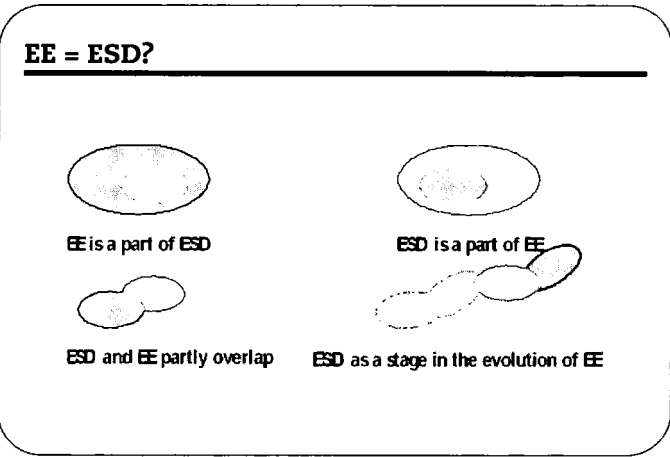 EE = ESD?
EE is a part of ESD
ESD is a part of EE
ESD and EE partly overlap
ESD as a stage in the evolution of EE